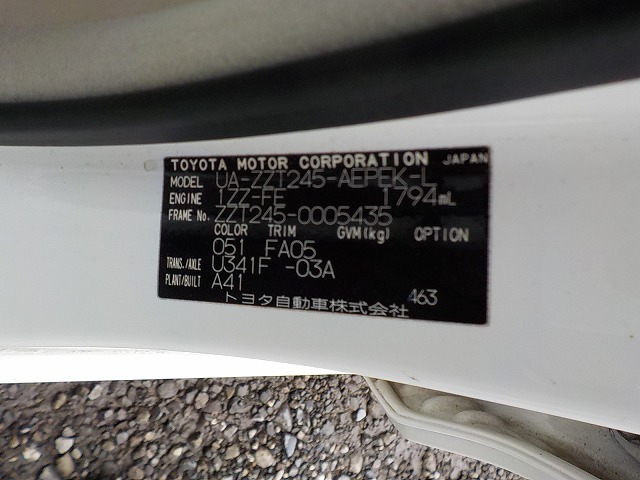 TOYOTA MOTOR CORPORATION JAPAN
MODEL UA-ZZT245-AEPEK-L
ENGINE 1ZZ-FE 1794mL
FRAME No. ZZT245-0005435
COLOR TRIM GVM(kg) OPTION
051 FA05
TRANS./AXLE U341F -03A
PLANT/BUILT A41
トヨタ自動車株式会社 463